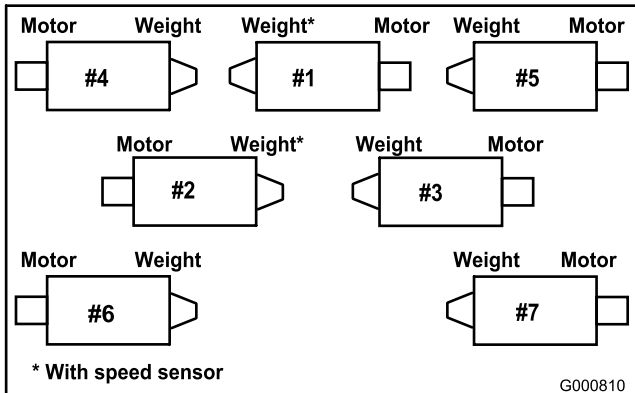 Motor Weight Weight* Motor Weight Motor
#4 #1 #5
Motor Weight* Weight Motor
#2 #3
Motor Weight Weight Motor
#6 #7
* With speed sensor
G000810